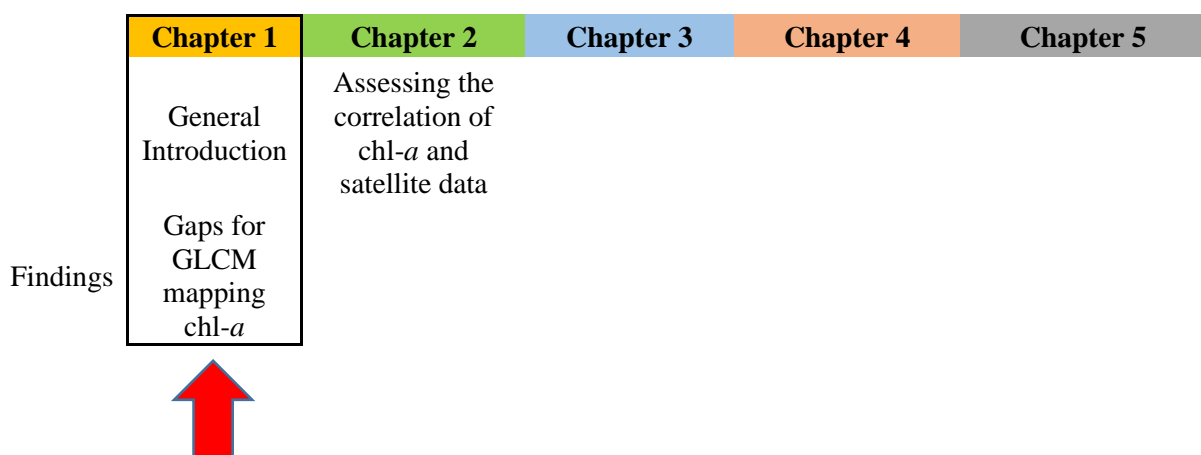 Chapter 1 Chapter 2 Chapter 3 Chapter 4 Chapter 5
General
Introduction
Assessing the
correlation of
chl-a and
satellite data
Findings
Gaps for
GLCM
mapping
chl-a